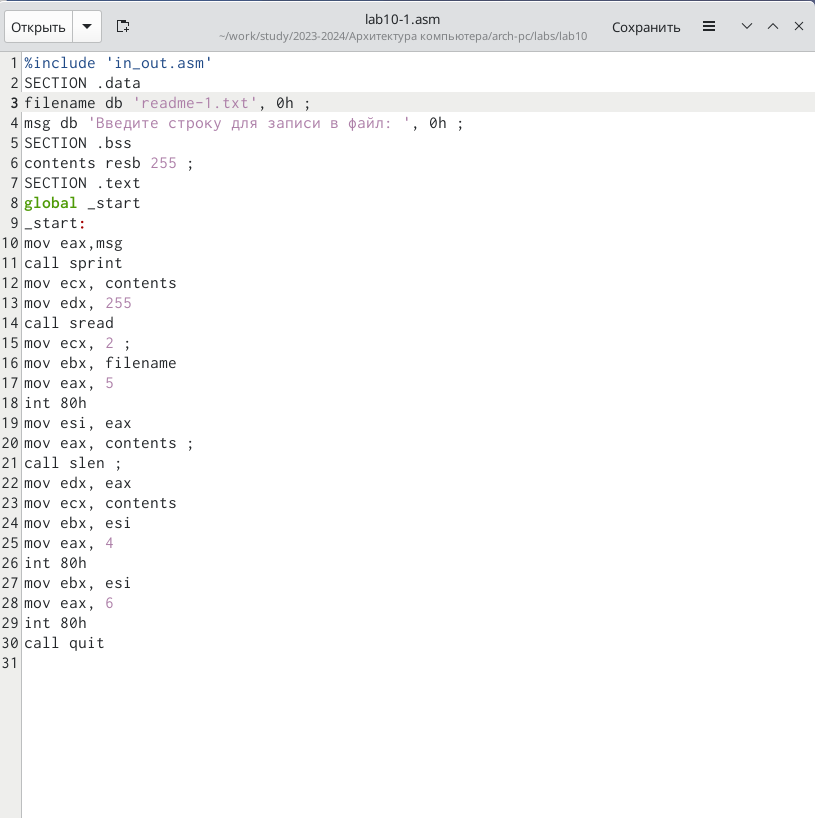 lab10-1.asm
Открыть
~/work/study/2023-2024/Архитектура компьютера/arch-pc/labs/lab10
Сохранить
1 %include 'in_out.asm'
2 SECTION .data
3 filename db 'readme-1.txt', 0h ;
4 msg db 'Введите строку для записи в файл: ', 0h ;
5 SECTION .bss
6 contents resb 255 ;
7 SECTION .text
8 global _start
9 _start:
10 mov eax,msg
11 call sprint
12 mov ecx, contents
13 mov edx, 255
14 call sread
15 mov ecx, 2 ;
16 mov ebx, filename
17 mov eax, 5
18 int 80h
19 mov esi, eax
20 mov eax, contents ;
21 call slen ;
22 mov edx, eax
23 mov ecx, contents
24 mov ebx, esi
25 mov eax, 4
26 int 80h
27 mov ebx, esi
28 mov eax, 6
29 int 80h
30 call quit
31